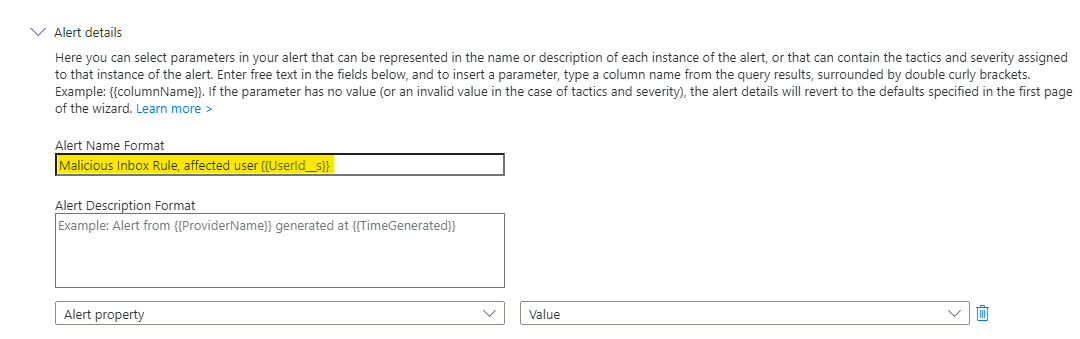 Alert details
Here you can select parameters in your alert that can be represented in the name or description of each instance of the alert, or that can contain the tactics and severity assigned
to that instance of the alert. Enter free text in the fields below, and to insert a parameter, type a column name from the query results, surrounded by double curly brackets.
Example: {{columnName}}. If the parameter has no value (or an invalid value in the case of tactics and severity), the alert details will revert to the defaults specified in the first page
of the wizard. Learn more >
Alert Name Format
Malicious Inbox Rule, affected user {{UserId__s}}
Alert Description Format
Example: Alert from {{ProviderName}} generated at {{TimeGenerated}}
Alert property
Value